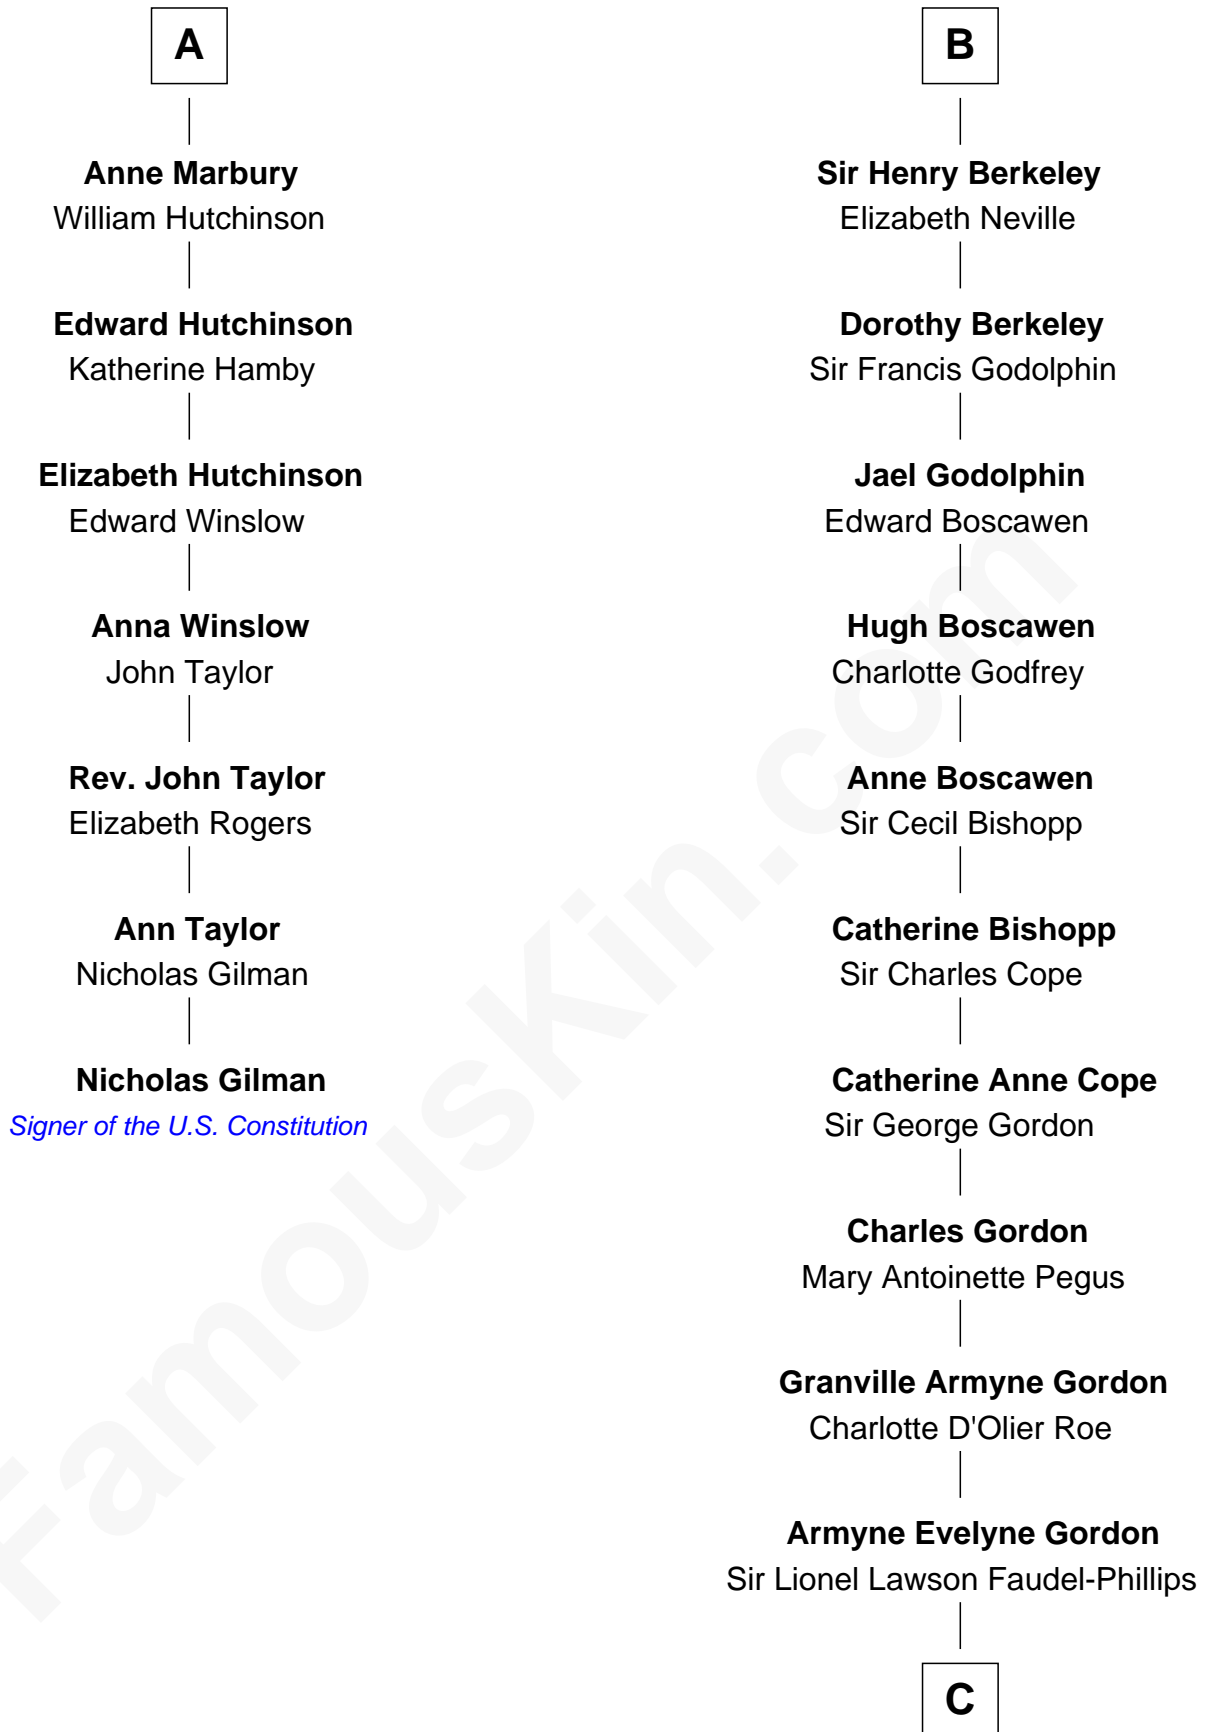 A
Anne Marbury
William Hutchinson
Edward Hutchinson
Katherine Hamby
Elizabeth Hutchinson
Edward Winslow
Anna Winslow
John Taylor
Rev. John Taylor
Elizabeth Rogers
Ann Taylor
Nicholas Gilman
Nicholas Gilman
Signer of the U.S. Constitution
B
Sir Henry Berkeley
Elizabeth Neville
Dorothy Berkeley
Sir Francis Godolphin
Jael Godolphin
Edward Boscawen
Hugh Boscawen
Charlotte Godfrey
Anne Boscawen
Sir Cecil Bishopp
Catherine Bishopp
Sir Charles Cope
Catherine Anne Cope
Sir George Gordon
Charles Gordon
Mary Antoinette Pegus
Granville Armyne Gordon
Charlotte D'Olier Roe
Armyne Evelyne Gordon
Sir Lionel Lawson Faudel-Phillips
C
FamousKin.com